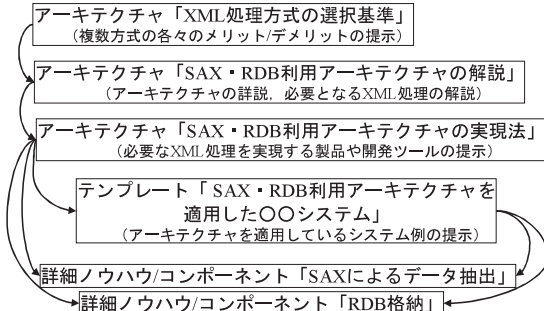 アーキテクチャ「XML処理方式の選択基準」
(複数方式の各々のメリット/デメリットの提示)
アーキテクチャ「SAX・RDB利用アーキテクチャの解説」
(アーキテクチャの詳説，必要となるXML処理の解説)
アーキテクチャ「SAX・RDB利用アーキテクチャの実現法」
(必要なXML処理を実現する製品や開発ツールの提示)
テンプレート「 SAX・RDB利用アーキテクチャを
適用した〇〇システム」
(アーキテクチャを適用しているシステム例の提示)
詳細ノウハウ/コンポーネント「SAXによるデータ抽出」
詳細ノウハウ/コンポーネント「RDB格納」